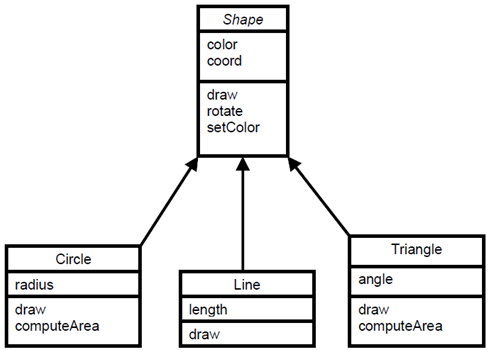 Shape
color
coord
draw
rotate
setColor
Circle
radius
draw
computeArea
Line
length
draw
Triangle
angle
draw
computeArea